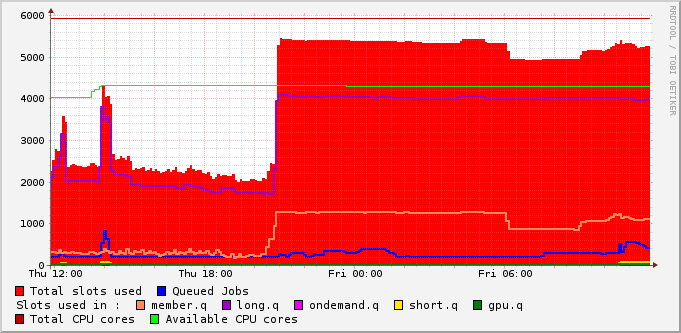 RRDTOOL / TOBI OETIKER
6000
5000
4000
3000
2000
1000
0
Thu 12:00 Thu 18:00 Fri 00:00 Fri 06:00
Total slots used Queued Jobs
Slots used in : member.q long.q ondemand.q short.q gpu.q
Total CPU cores Available CPU cores